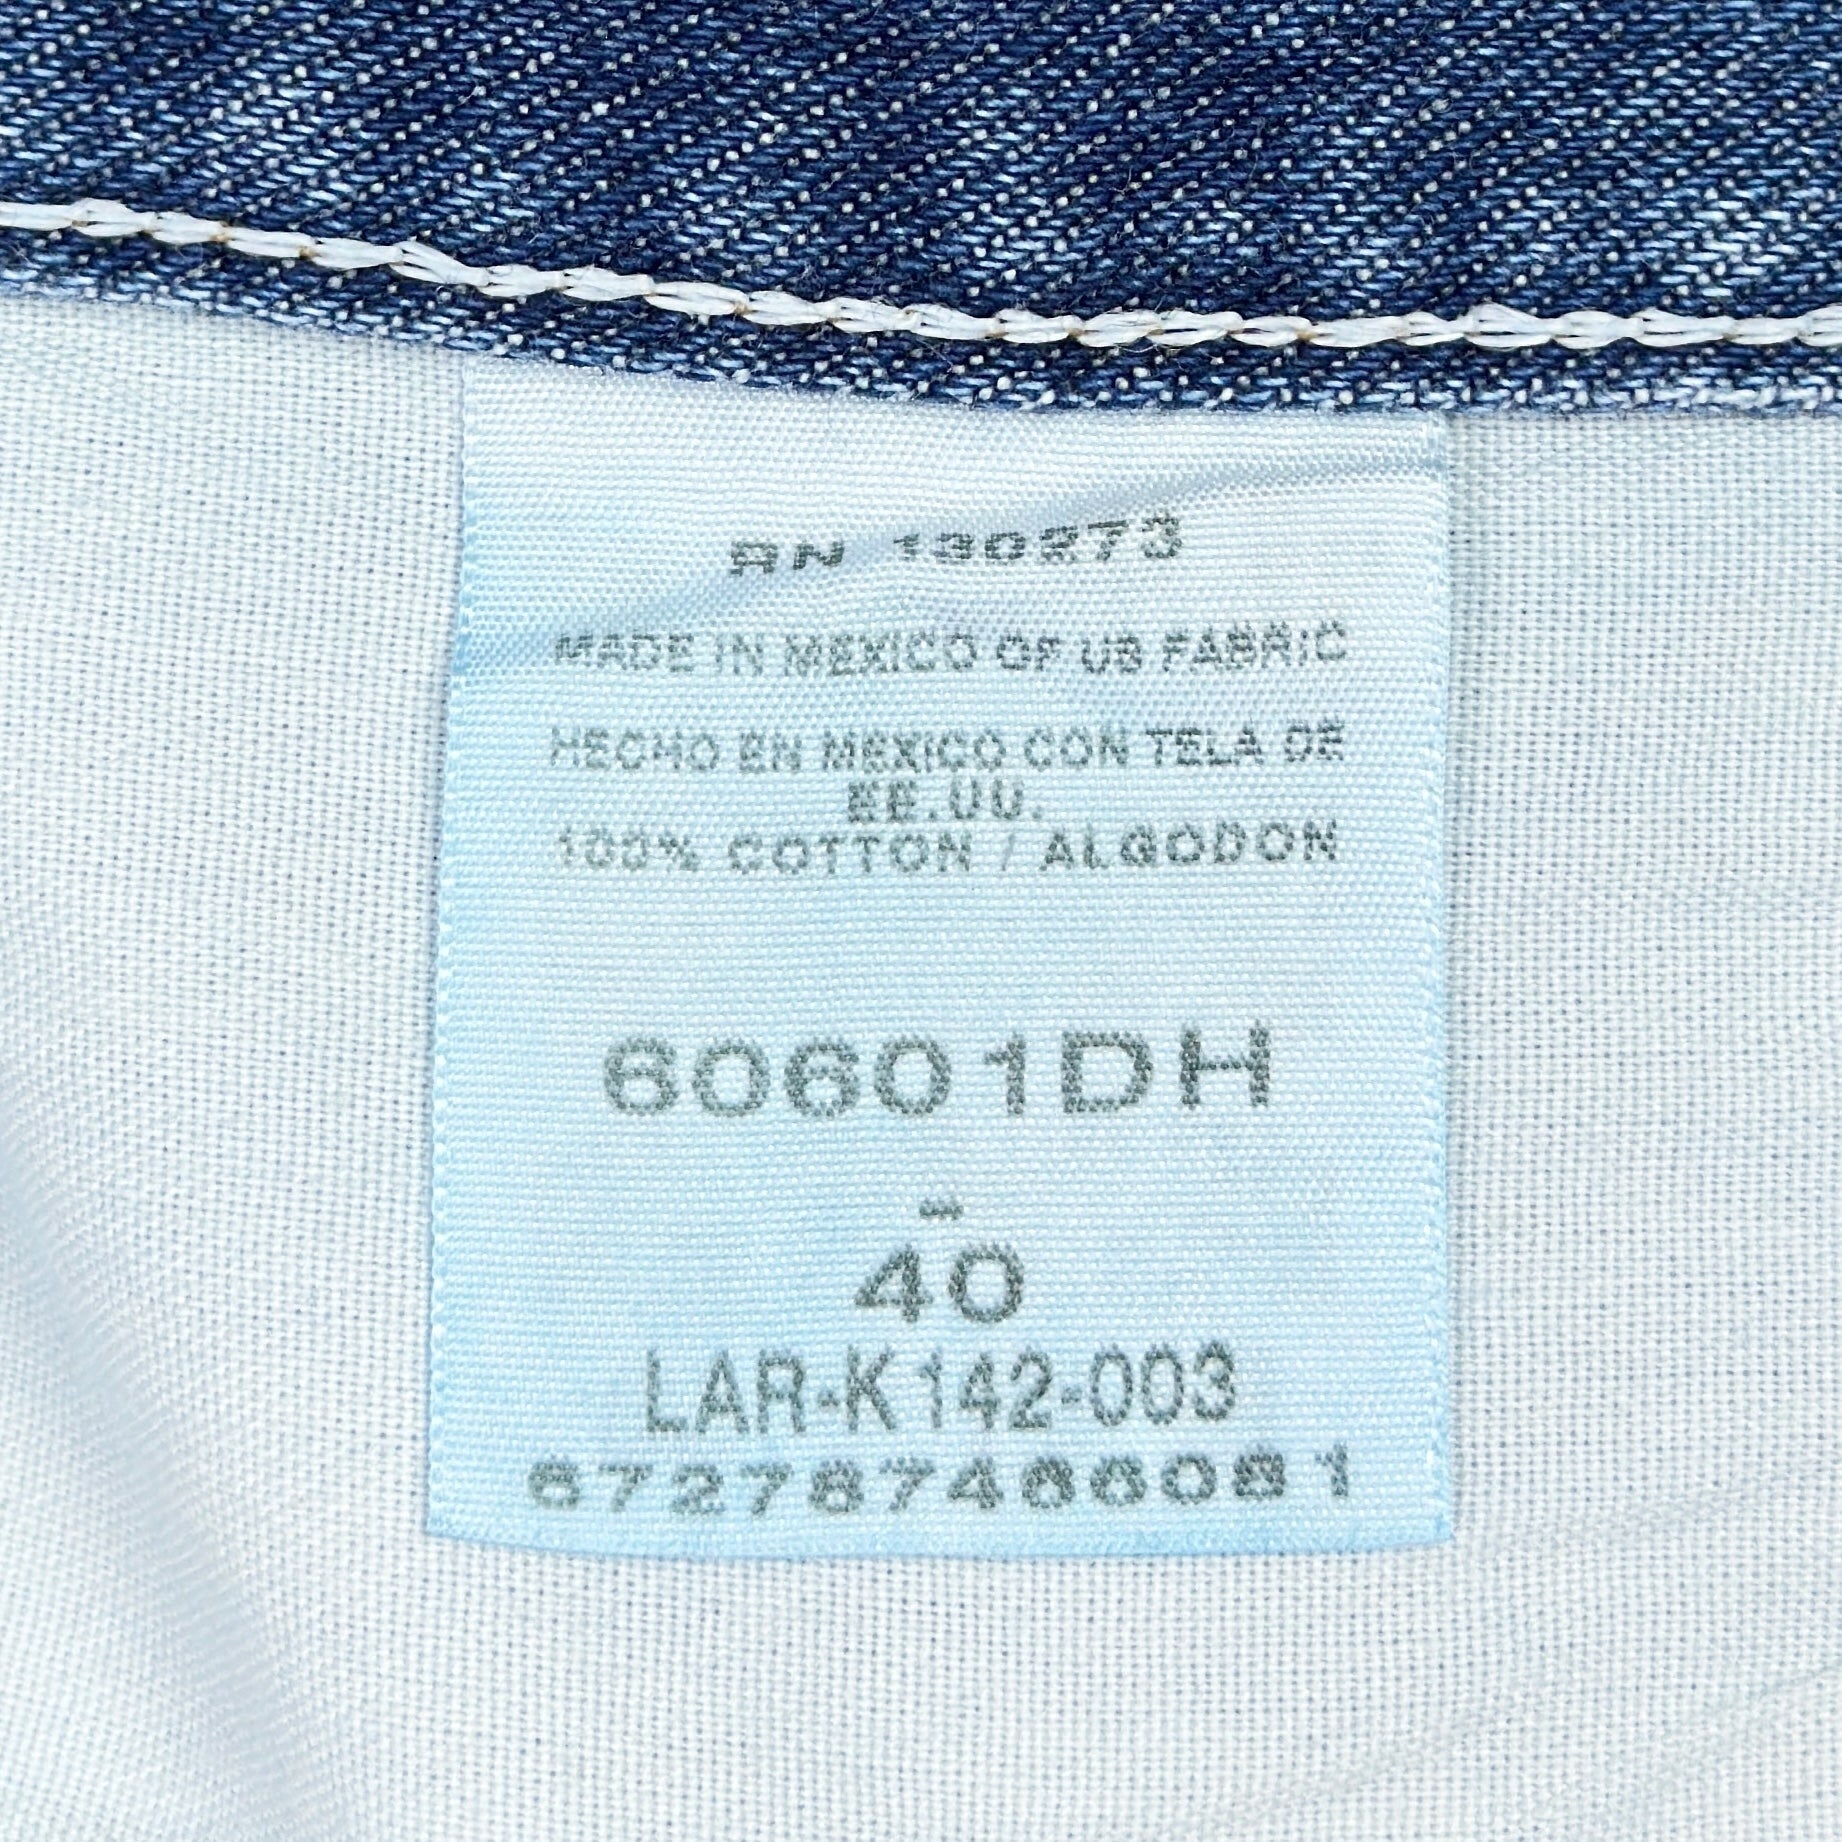 RN 130273
MADE IN MEXICO OF US FABRIC
HECHO EN MEXICO CON TELA DE
EE.UU.
100% COTTON / ALGODON
60601DH
-
40
LAR-K142-003